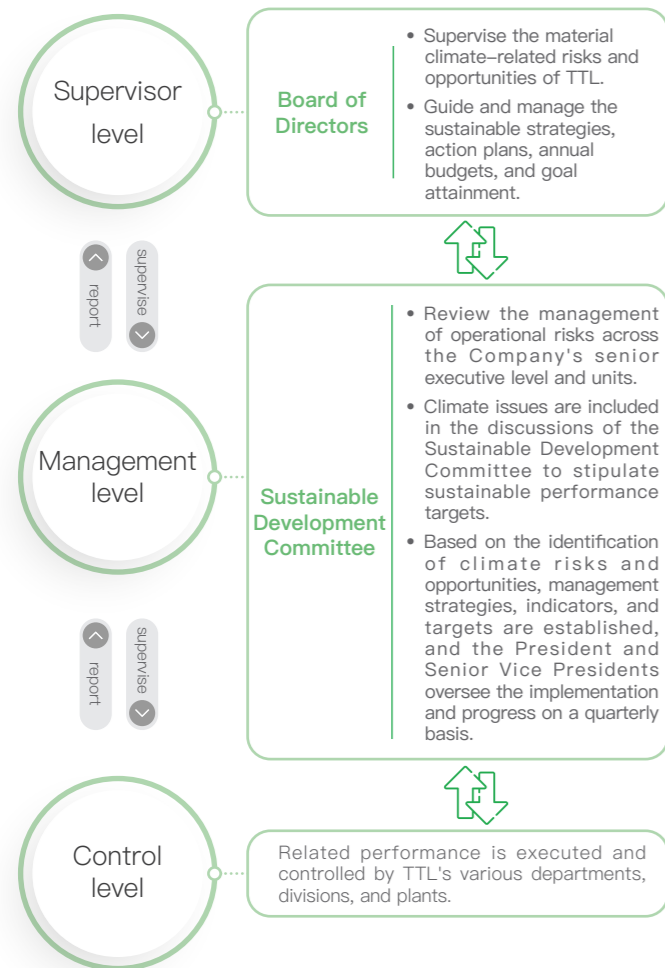 Supervisor
level
Board of
Directors
• Supervise the material
climate-related risks and
opportunities of TTL.
• Guide and manage the
sustainable strategies,
action plans, annual
budgets, and goal
attainment.
report
supervise
Management
level
Sustainable
Development
Committee
• Review the management
of operational risks across
the Company's senior
executive level and units.
• Climate issues are included
in the discussions of the
Sustainable Development
Committee to stipulate
sustainable performance
targets.
• Based on the identification
of climate risks and
opportunities, management
strategies, indicators, and
targets are established,
and the President and
Senior Vice Presidents
oversee the implementation
and progress on a quarterly
basis.
report
supervise
Control
level
Related performance is executed and
controlled by TTL's various departments,
divisions, and plants.